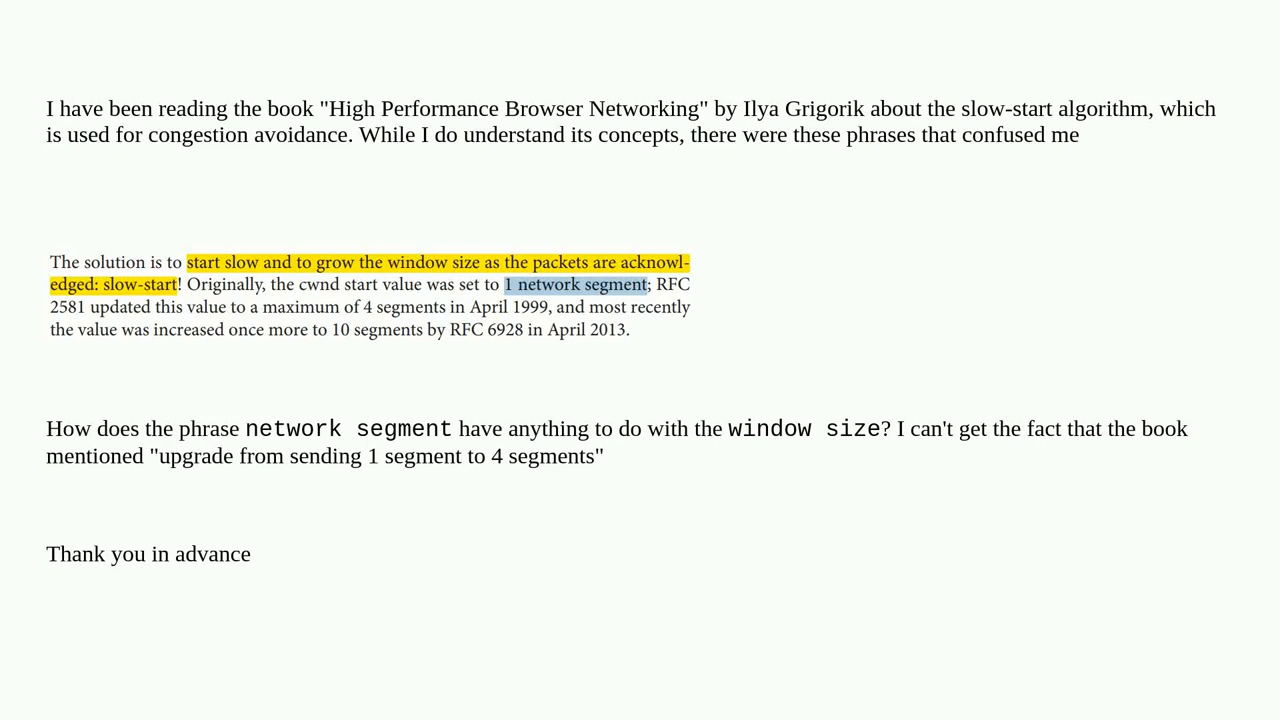 I have been reading the book "High Performance Browser Networking" by Ilya Grigorik about the slow-start algorithm, which
is used for congestion avoidance. While I do understand its concepts, there were these phrases that confused me
The solution is to start slow and to grow the window size as the packets are acknowl-
edged: slow-start! Originally, the cwnd start value was set to 1 network segment; RFC
2581 updated this value to a maximum of 4 segments in April 1999, and most recently
the value was increased once more to 10 segments by RFC 6928 in April 2013.
How does the phrase network segment have anything to do with the window size? I can't get the fact that the book
mentioned "upgrade from sending 1 segment to 4 segments"
Thank you in advance